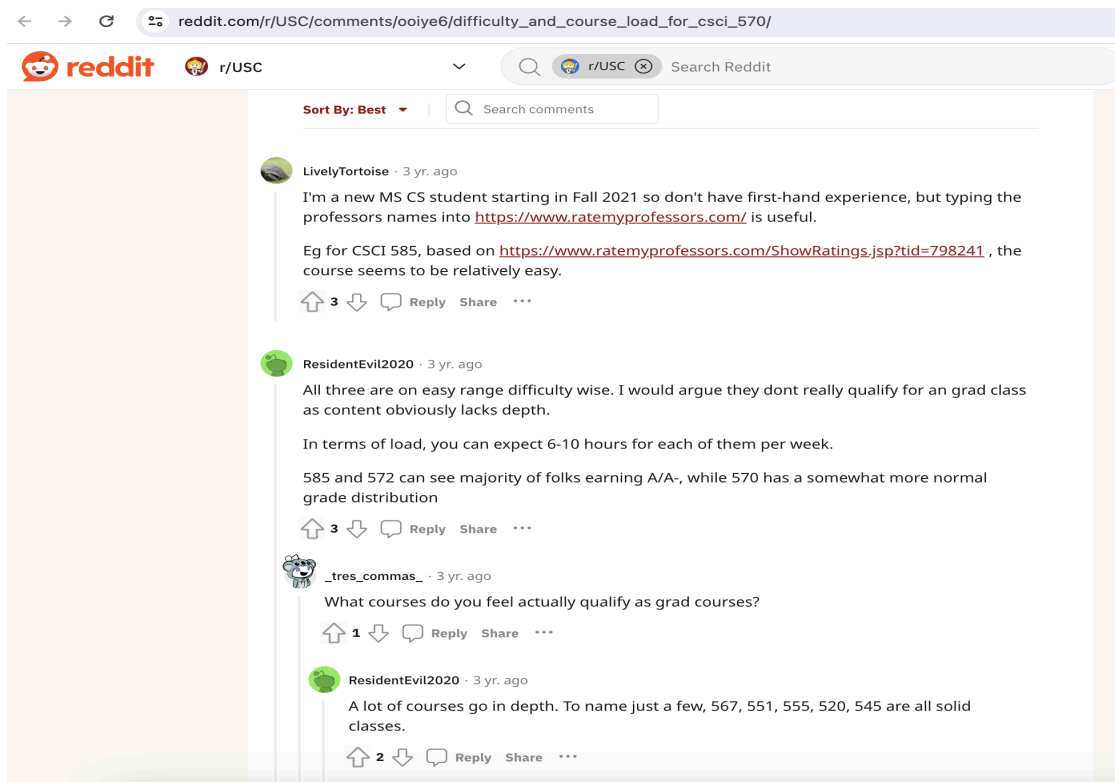 reddit.com/r/USC/comments/ooiye6/difficulty_and_course_load_for_csci_570/
reddit r/USC r/USC Search Reddit
Sort By: Best Search comments
LivelyTortoise · 3 yr. ago
I'm a new MS CS student starting in Fall 2021 so don't have first-hand experience, but typing the
professors names into https://www.ratemyprofessors.com/ is useful.
Eg for CSCI 585, based on https://www.ratemyprofessors.com/ShowRatings.jsp?tid=798241 , the
course seems to be relatively easy.
3 Reply Share ···
ResidentEvil2020 · 3 yr. ago
All three are on easy range difficulty wise. I would argue they dont really qualify for an grad class
as content obviously lacks depth.
In terms of load, you can expect 6-10 hours for each of them per week.
585 and 572 can see majority of folks earning A/A-, while 570 has a somewhat more normal
grade distribution
3 Reply Share ···
_tres_commas_ · 3 yr. ago
What courses do you feel actually qualify as grad courses?
1 Reply Share ···
ResidentEvil2020 · 3 yr. ago
A lot of courses go in depth. To name just a few, 567, 551, 555, 520, 545 are all solid
classes.
2 Reply Share ···